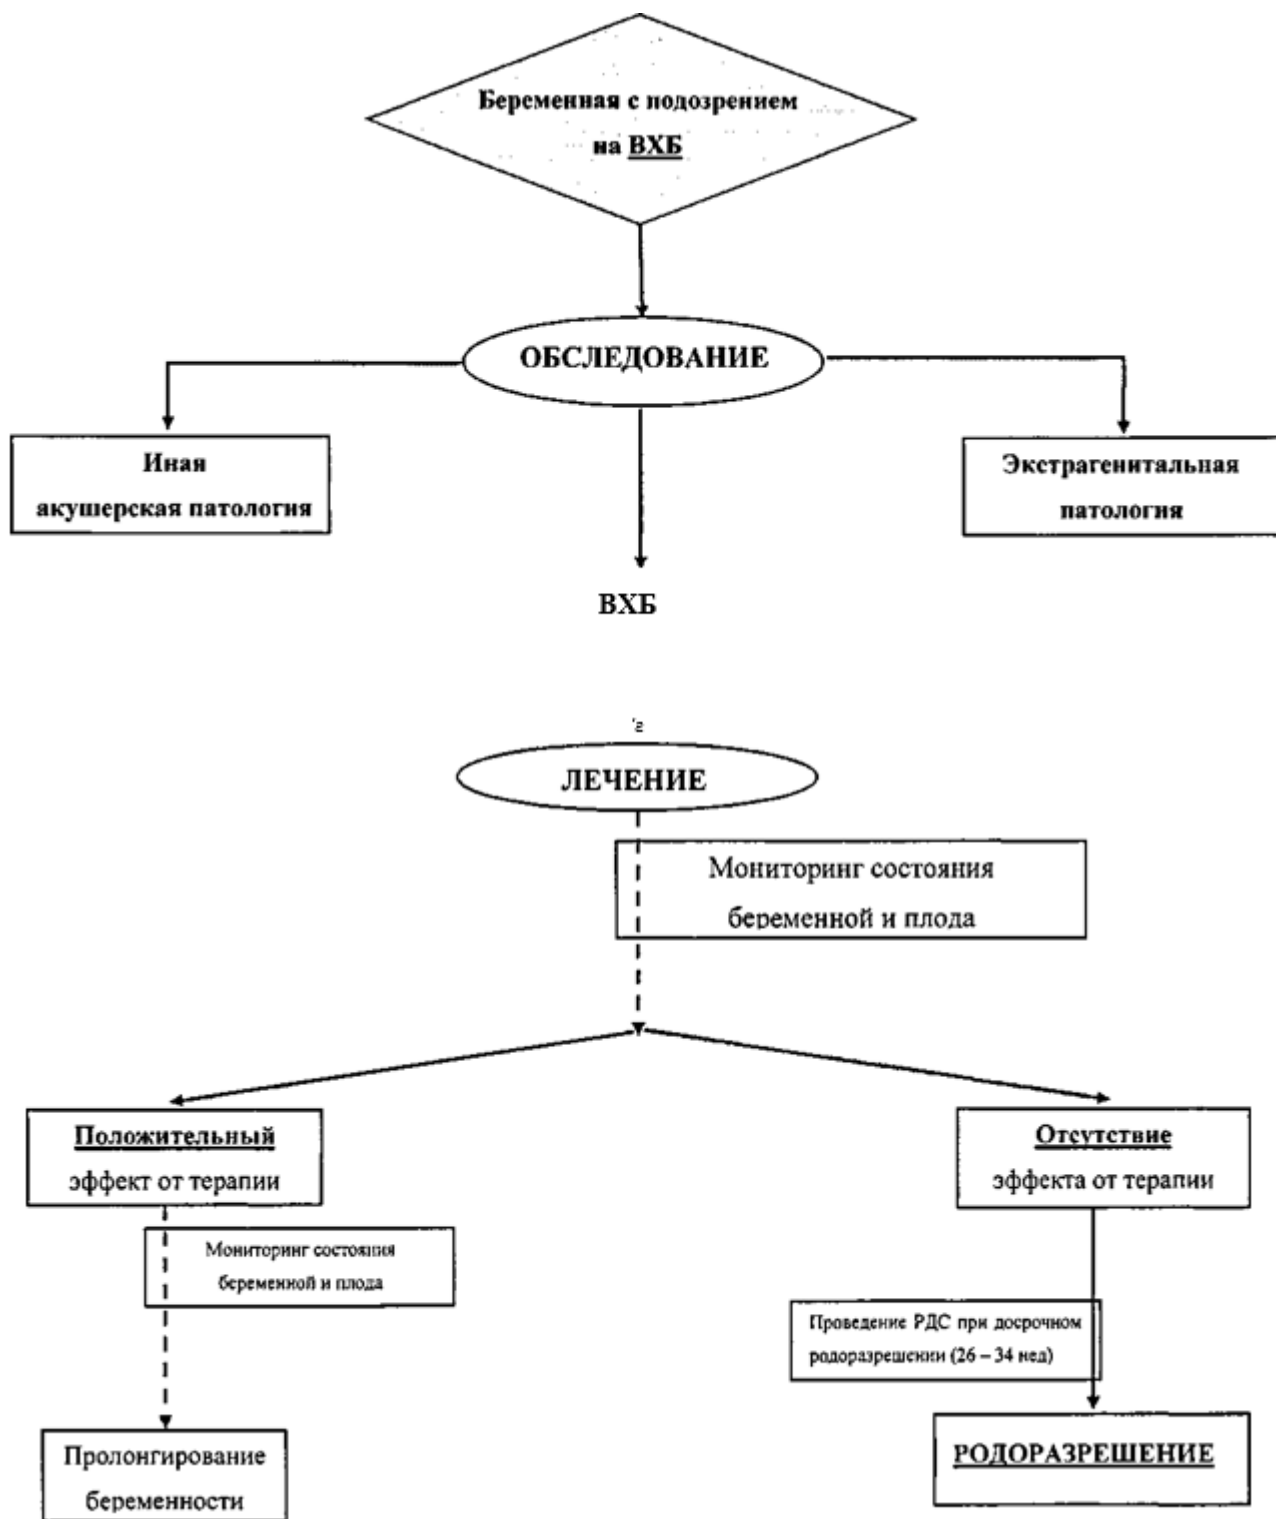 Беременная с подозрением
на ВХБ
ОБСЛЕДОВАНИЕ
Иная
акушерская патология
Экстрагенитальная
патология
ВХБ
ЛЕЧЕНИЕ
Мониторинг состояния
беременной и плода
Положительный
эффект от терапии
Отсутствие
эффекта от терапии
Мониторинг состояния
беременной и плода
Проведение РДС при досрочном
родоразрешении (26 – 34 нед)
Пролонгирование
беременности
РОДОРАЗРЕШЕНИЕ